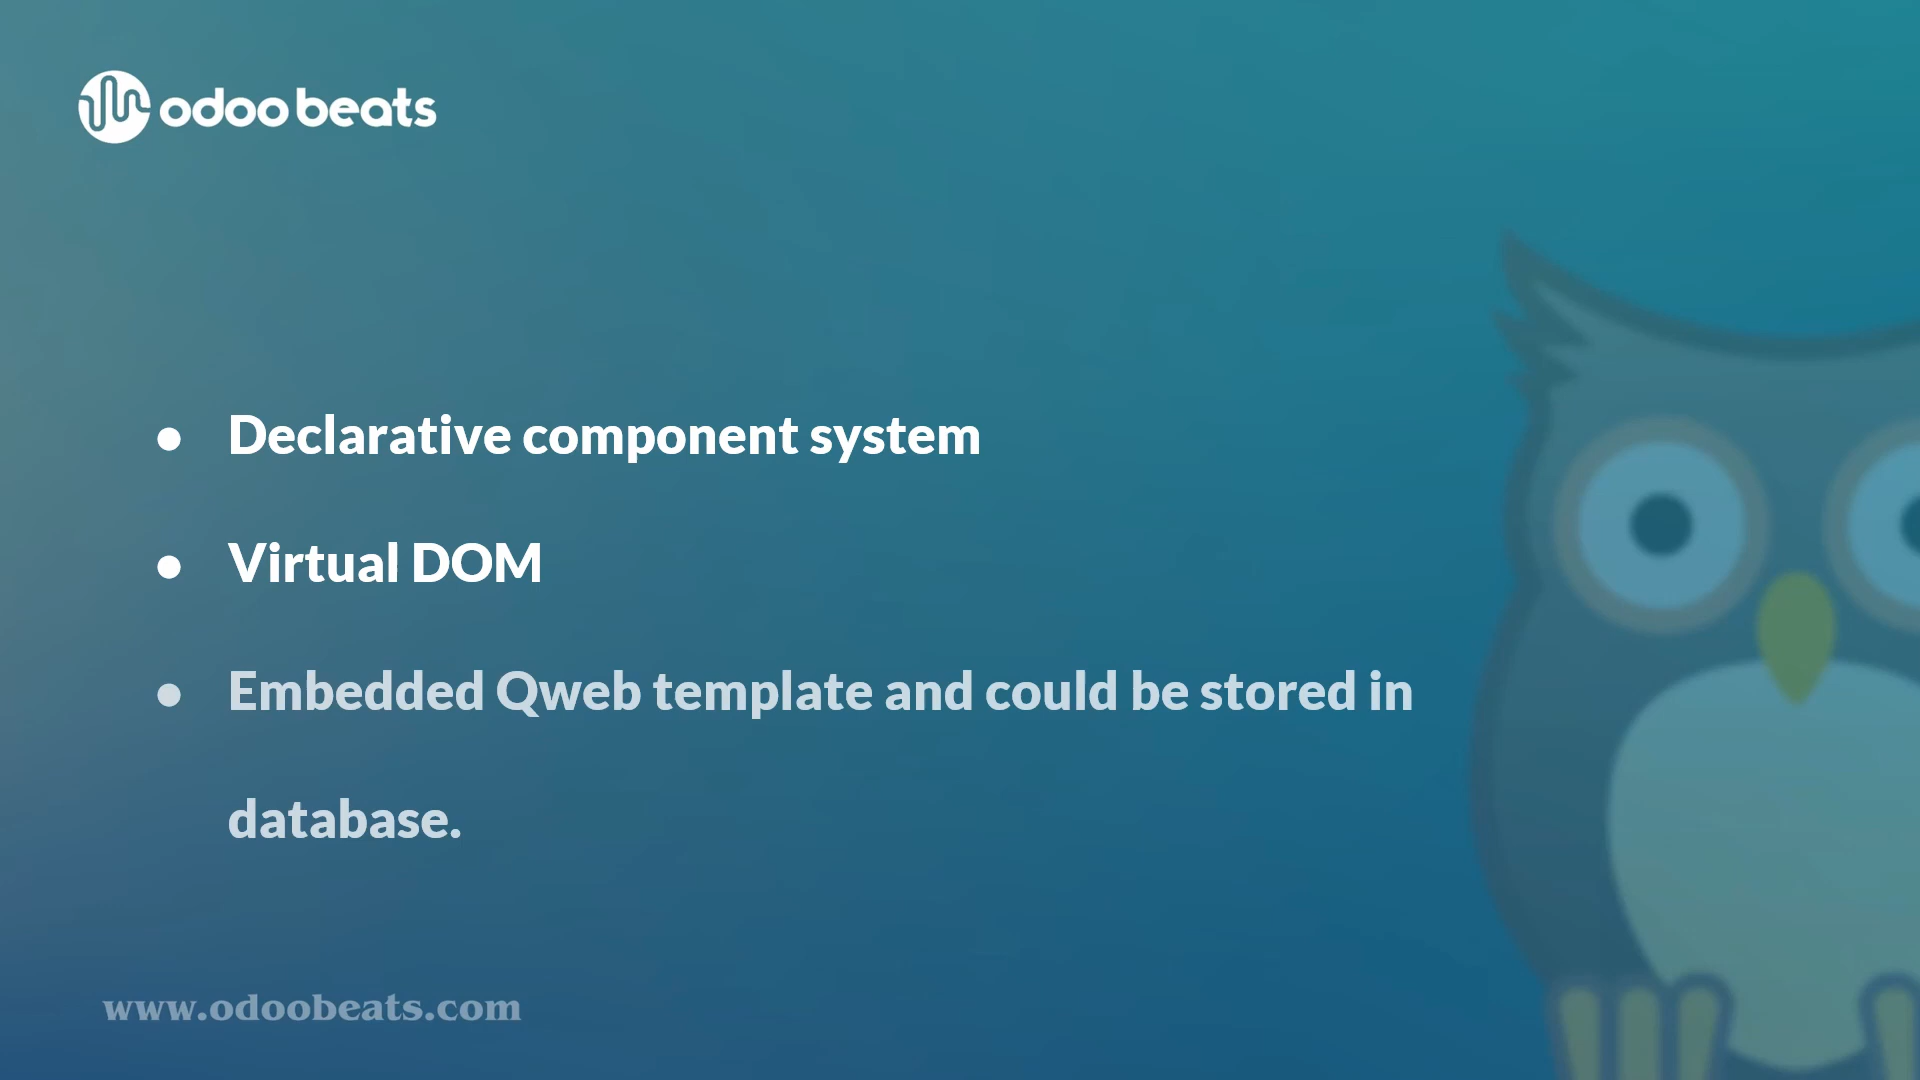 odoo beats
● Declarative component system
● Virtual DOM
● Embedded Qweb template and could be stored in
database.
www.odoobeats.com